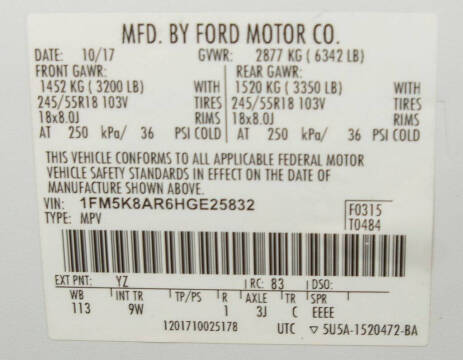 MFD. BY FORD MOTOR CO.
DATE: 10/17 GVWR: 2877 KG ( 6342 LB)
FRONT GAWR: REAR GAWR:
1452 KG ( 3200 LB) WITH 1520 KG ( 3350 LB) WITH
245/55R18 103V TIRES 245/55R18 103V TIRES
18x8.0J RIMS 18x8.0J RIMS
AT 250 kPa/ 36 PSI COLD AT 250 kPa/ 36 PSI COLD
THIS VEHICLE CONFORMS TO ALL APPLICABLE FEDERAL MOTOR
VEHICLE SAFETY STANDARDS IN EFFECT ON THE DATE OF
MANUFACTURE SHOWN ABOVE.
VIN: 1FM5K8AR6HGE25832 F0315
TYPE: MPV T0484
EXT PNT: YZ RC: 83 DSO:
WB INT TR TP/PS R AXLE TR SPR
113 9W 1 3J C EEEE
1201710025178 UTC ▽ 5U5A-1520472-BA